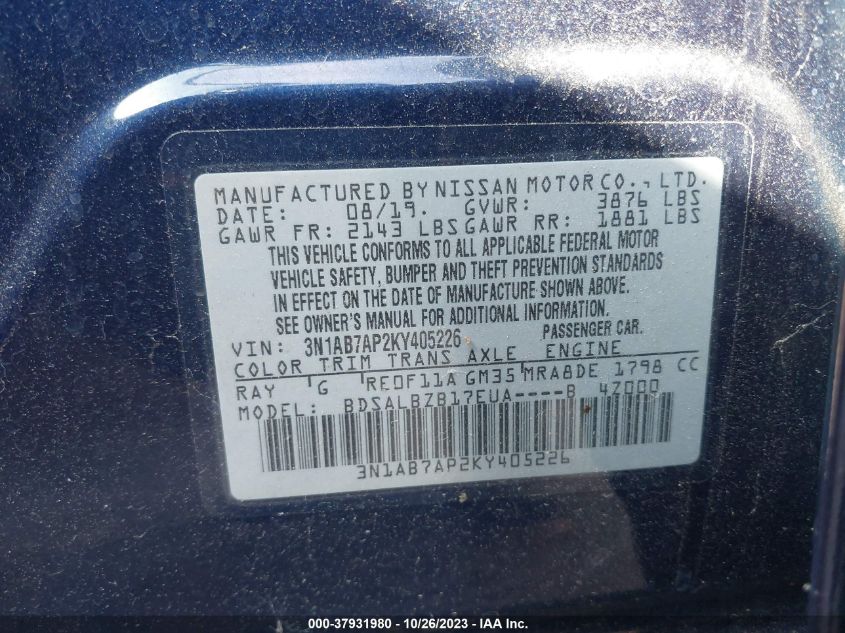 MANUFACTURED BY NISSAN MOTOR CO., LTD.
DATE: 08/19. GVWR: 3876 LBS
GAWR FR: 2143 LBS GAWR RR: 1881 LBS
THIS VEHICLE CONFORMS TO ALL APPLICABLE FEDERAL MOTOR
VEHICLE SAFETY, BUMPER AND THEFT PREVENTION STANDARDS
IN EFFECT ON THE DATE OF MANUFACTURE SHOWN ABOVE.
SEE OWNER'S MANUAL FOR ADDITIONAL INFORMATION.
VIN: 3N1AB7AP2KY405226 PASSENGER CAR.
COLOR TRIM TRANS AXLE ENGINE
RAY G RE0F11A GM35 MRA8DE 1798 CC
MODEL: BDSALBZB17EUA----B 4Z000
3N1AB7AP2KY405226
000-37931980 - 10/26/2023 - IAA Inc.